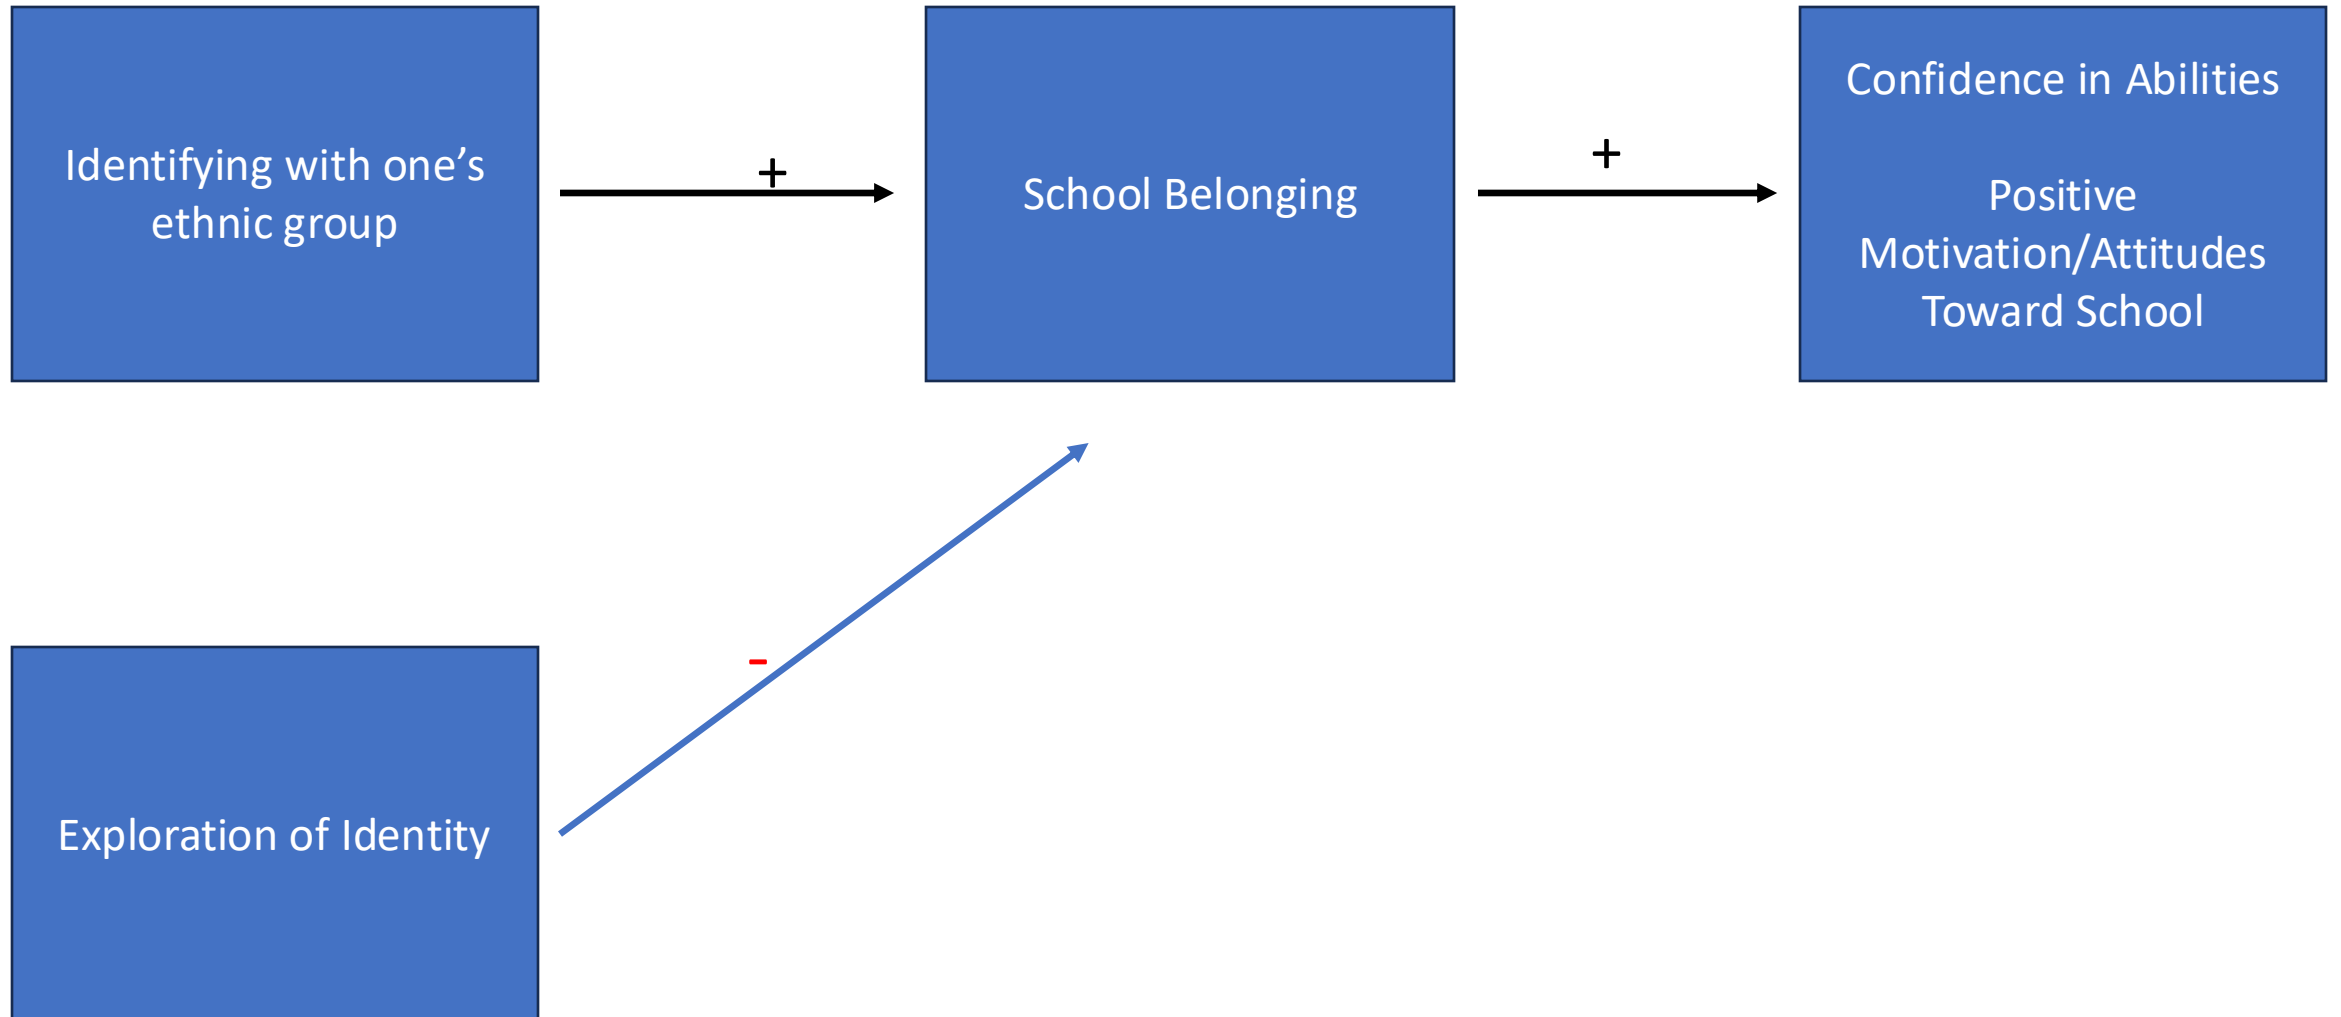 Identifying with one’s
ethnic group
+
School Belonging
+
Confidence in Abilities
Positive
Motivation/Attitudes
Toward School
-
Exploration of Identity